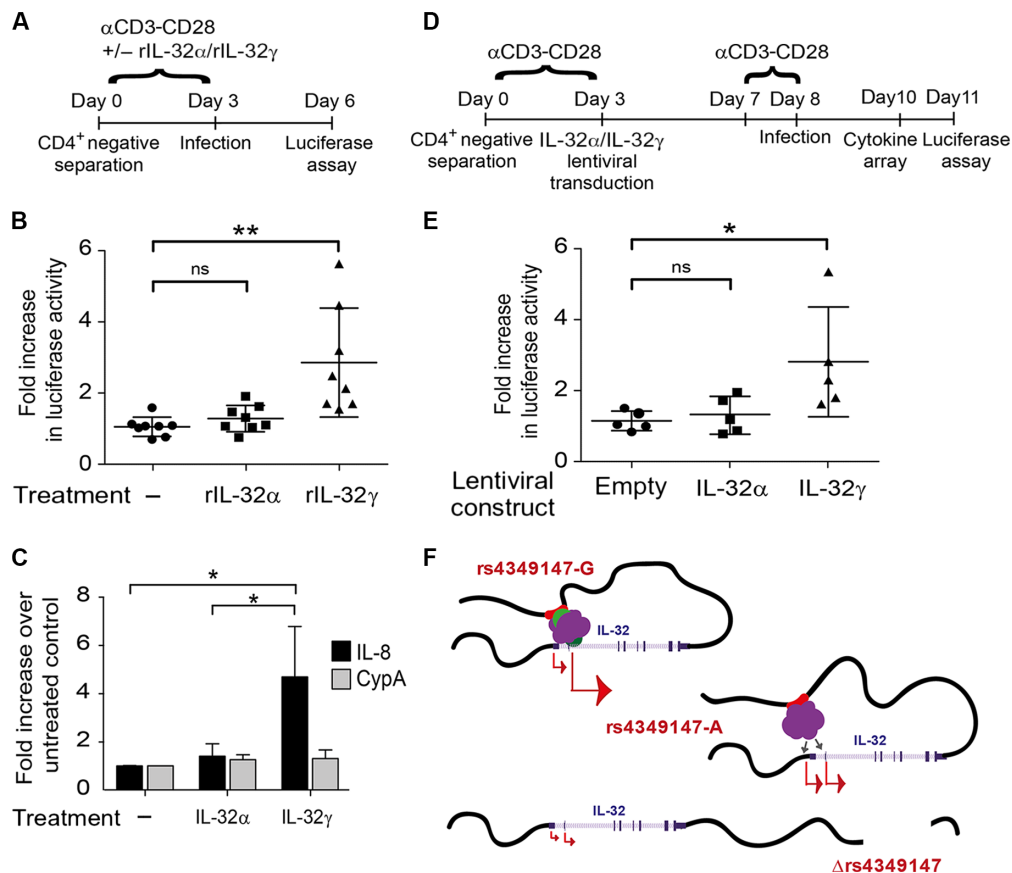 A
αCD3-CD28
+/– rIL-32α/rIL-32γ
Day 0
Day 3
Day 6
CD4+ negative
separation
Infection
Luciferase
assay
D
αCD3-CD28
αCD3-CD28
Day 0
Day 3
Day 7
Day 8
Day10
Day11
CD4+ negative
separation
IL-32α/IL-32γ
lentiviral
transduction
Infection
Cytokine
array
Luciferase
assay
B
Fold increase
in luciferase activity
6
4
2
0
ns
**
Treatment
–
rIL-32α
rIL-32γ
E
Fold increase
in luciferase activity
6
4
2
0
ns
*
Lentiviral
construct
Empty
IL-32α
IL-32γ
C
Fold increase over
untreated control
8
6
4
2
0
*
*
IL-8
CypA
Treatment
–
IL-32α
IL-32γ
F
rs4349147-G
IL-32
rs4349147-A
IL-32
IL-32
Δrs4349147